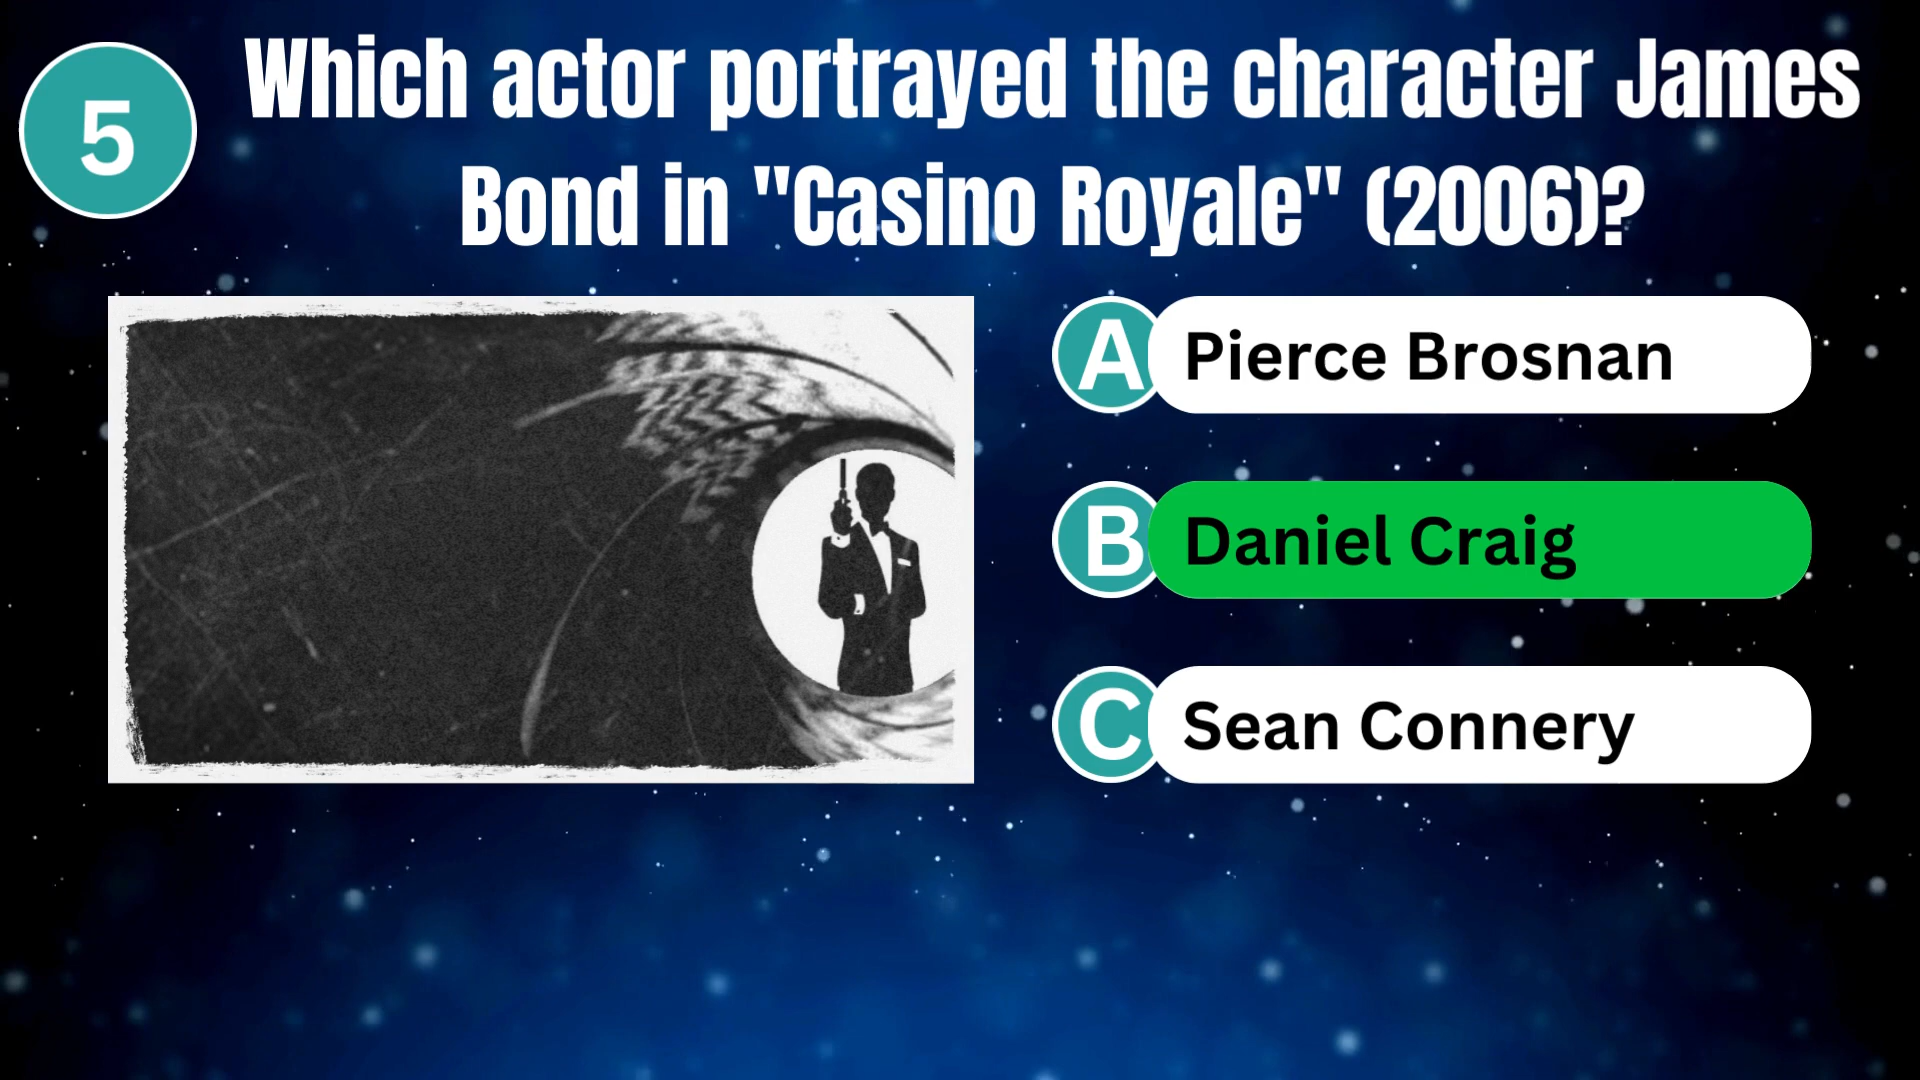 5
Which actor portrayed the character James
Bond in "Casino Royale" (2006)?
A Pierce Brosnan
B Daniel Craig
C Sean Connery